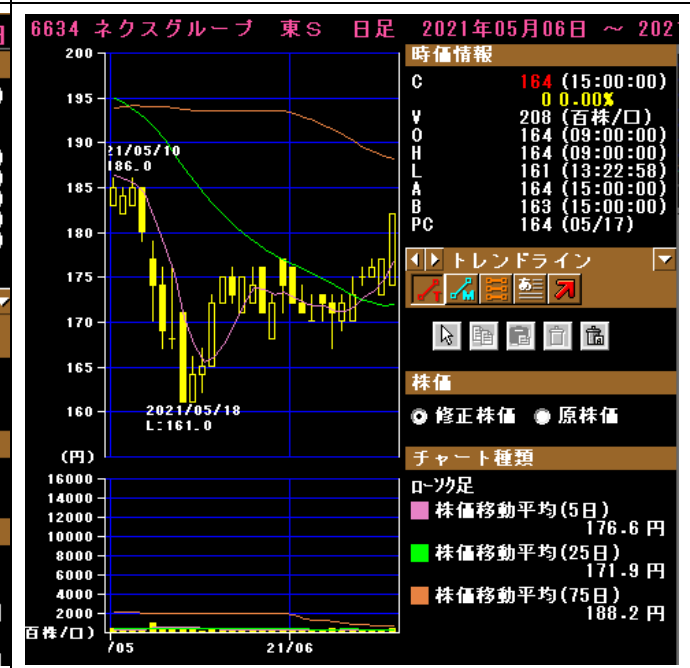 6634 ネクスグループ 東S 日足 2021年05月06日 ～ 202
時価情報
C 164 (15:00:00)
0 0.00%
V 208 (百株/口)
O 164 (09:00:00)
H 164 (09:00:00)
L 161 (13:22:58)
A 164 (15:00:00)
B 163 (15:00:00)
PC 164 (05/17)
トレンドライン
T M あ
株価
修正株価 原株価
チャート種類
ローソク足
株価移動平均(5日)
176.6 円
株価移動平均(25日)
171.9 円
株価移動平均(75日)
188.2 円
200
195
190
21/05/10
186.0
185
180
175
170
165
160
2021/05/18
L:161.0
(円)
16000
14000
12000
10000
8000
6000
4000
2000
百株/口)
/05 21/06